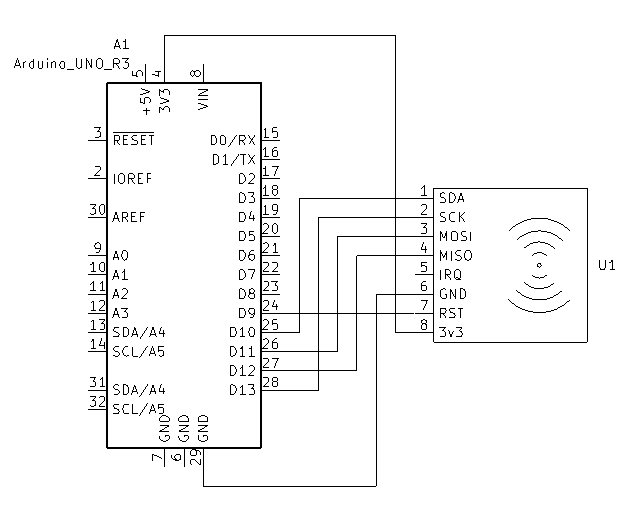 A1
Arduino_UNO_R3
5 4 8
+5V 3V3 VIN
3 RESET D0/RX 15
D1/TX 16
2 IOREF D2 17
D3 18
1 SDA
30 AREF D4 19
2 SCK
D5 20
3 MOSI
9 A0 D6 21
4 MISO
U1
10 A1 D7 22
5 IRQ
11 A2 D8 23
6 GND
12 A3 D9 24
7 RST
13 SDA/A4 D10 25
8 3v3
14 SCL/A5 D11 26
D12 27
31 SDA/A4 D13 28
32 SCL/A5
GND GND GND
7 6 29